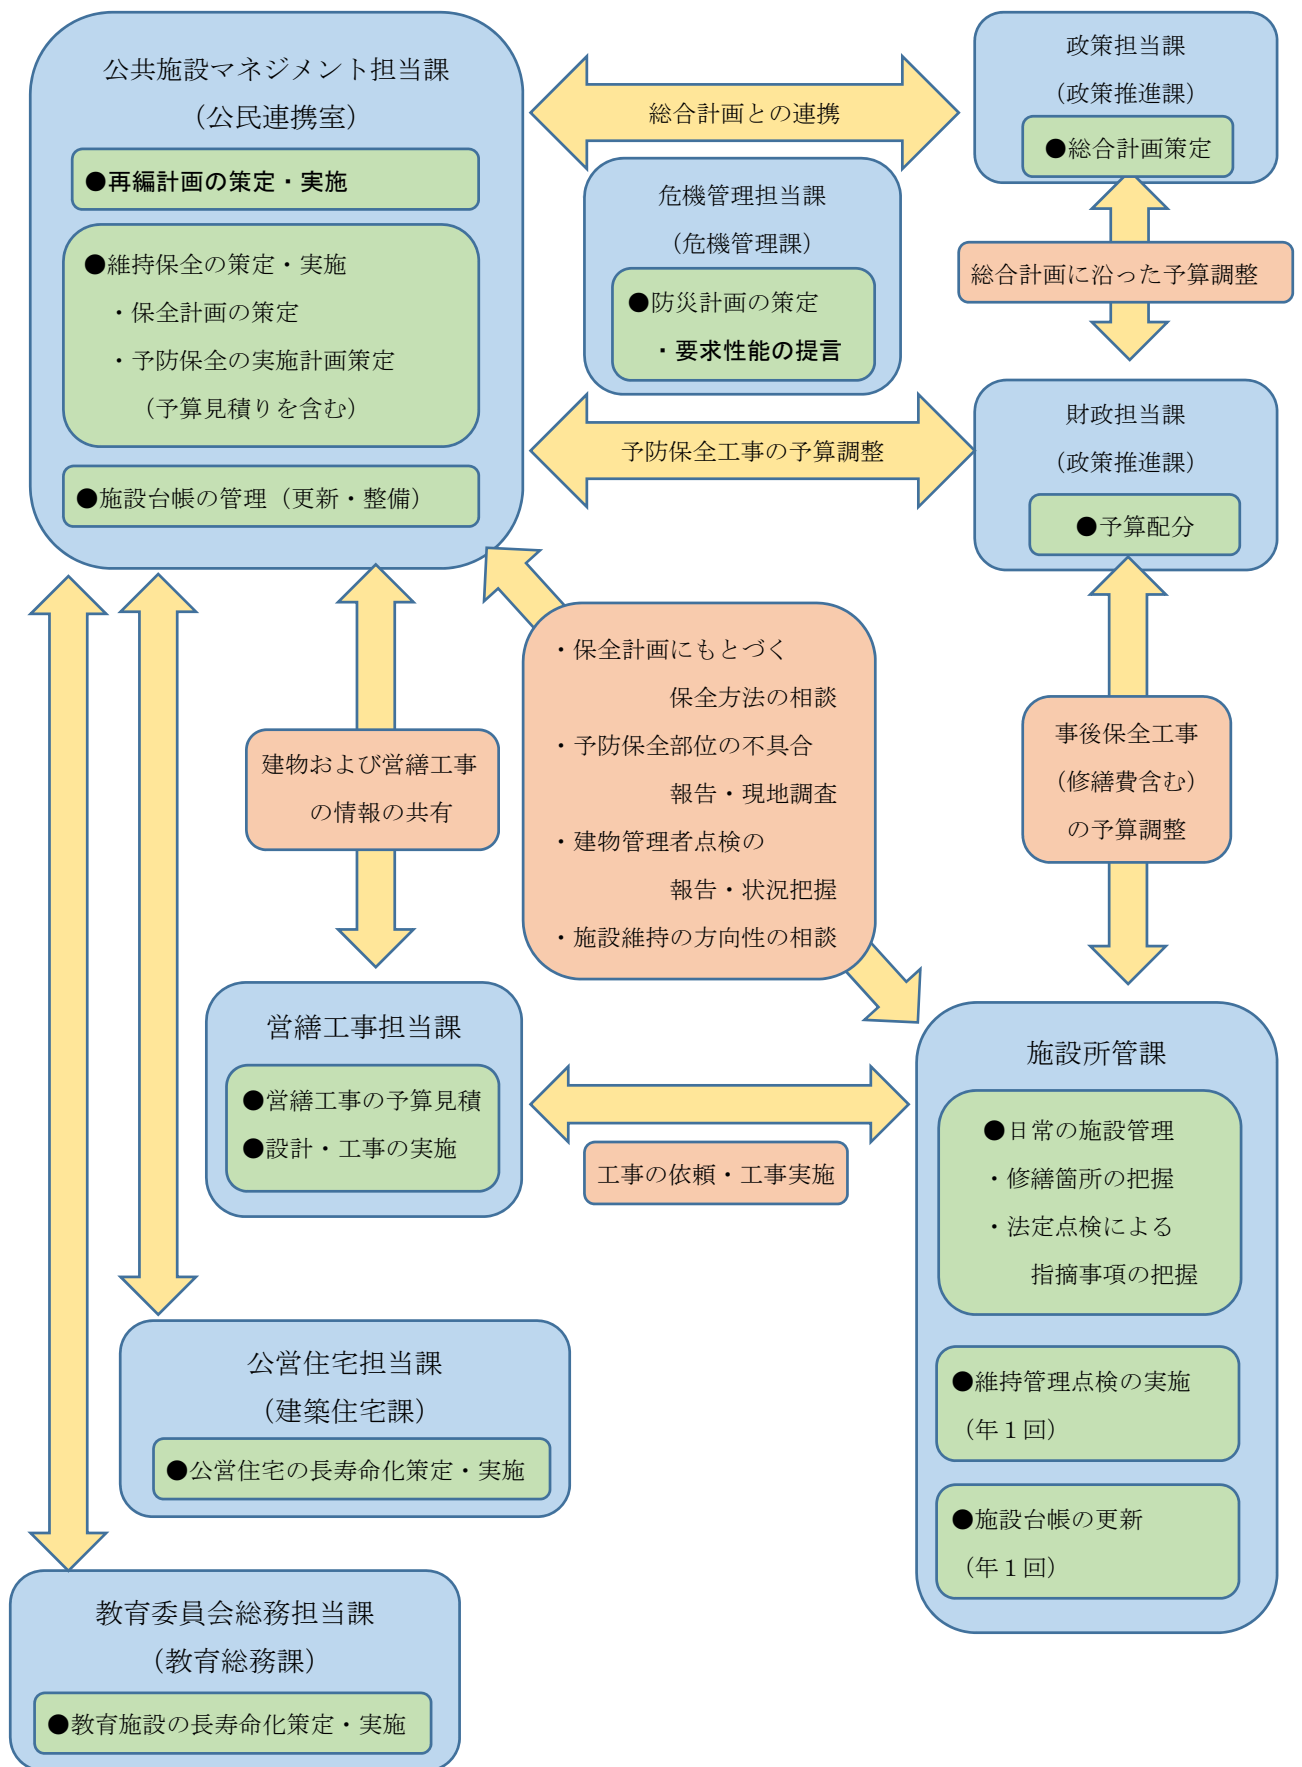 公共施設マネジメント担当課
（公民連携室）
●再編計画の策定・実施
●維持保全の策定・実施
・保全計画の策定
・予防保全の実施計画策定
（予算見積りを含む）
●施設台帳の管理（更新・整備）
総合計画との連携
政策担当課
（政策推進課）
●総合計画策定
危機管理担当課
（危機管理課）
●防災計画の策定
・要求性能の提言
総合計画に沿った予算調整
予防保全工事の予算調整
財政担当課
（政策推進課）
●予算配分
建物および営繕工事
の情報の共有
・保全計画にもとづく
保全方法の相談
・予防保全部位の不具合
報告・現地調査
・建物管理者点検の
報告・状況把握
・施設維持の方向性の相談
事後保全工事
（修繕費含む）
の予算調整
営繕工事担当課
●営繕工事の予算見積
●設計・工事の実施
工事の依頼・工事実施
施設所管課
●日常の施設管理
・修繕箇所の把握
・法定点検による
指摘事項の把握
●維持管理点検の実施
（年１回）
●施設台帳の更新
（年１回）
公営住宅担当課
（建築住宅課）
●公営住宅の長寿命化策定・実施
教育委員会総務担当課
（教育総務課）
●教育施設の長寿命化策定・実施